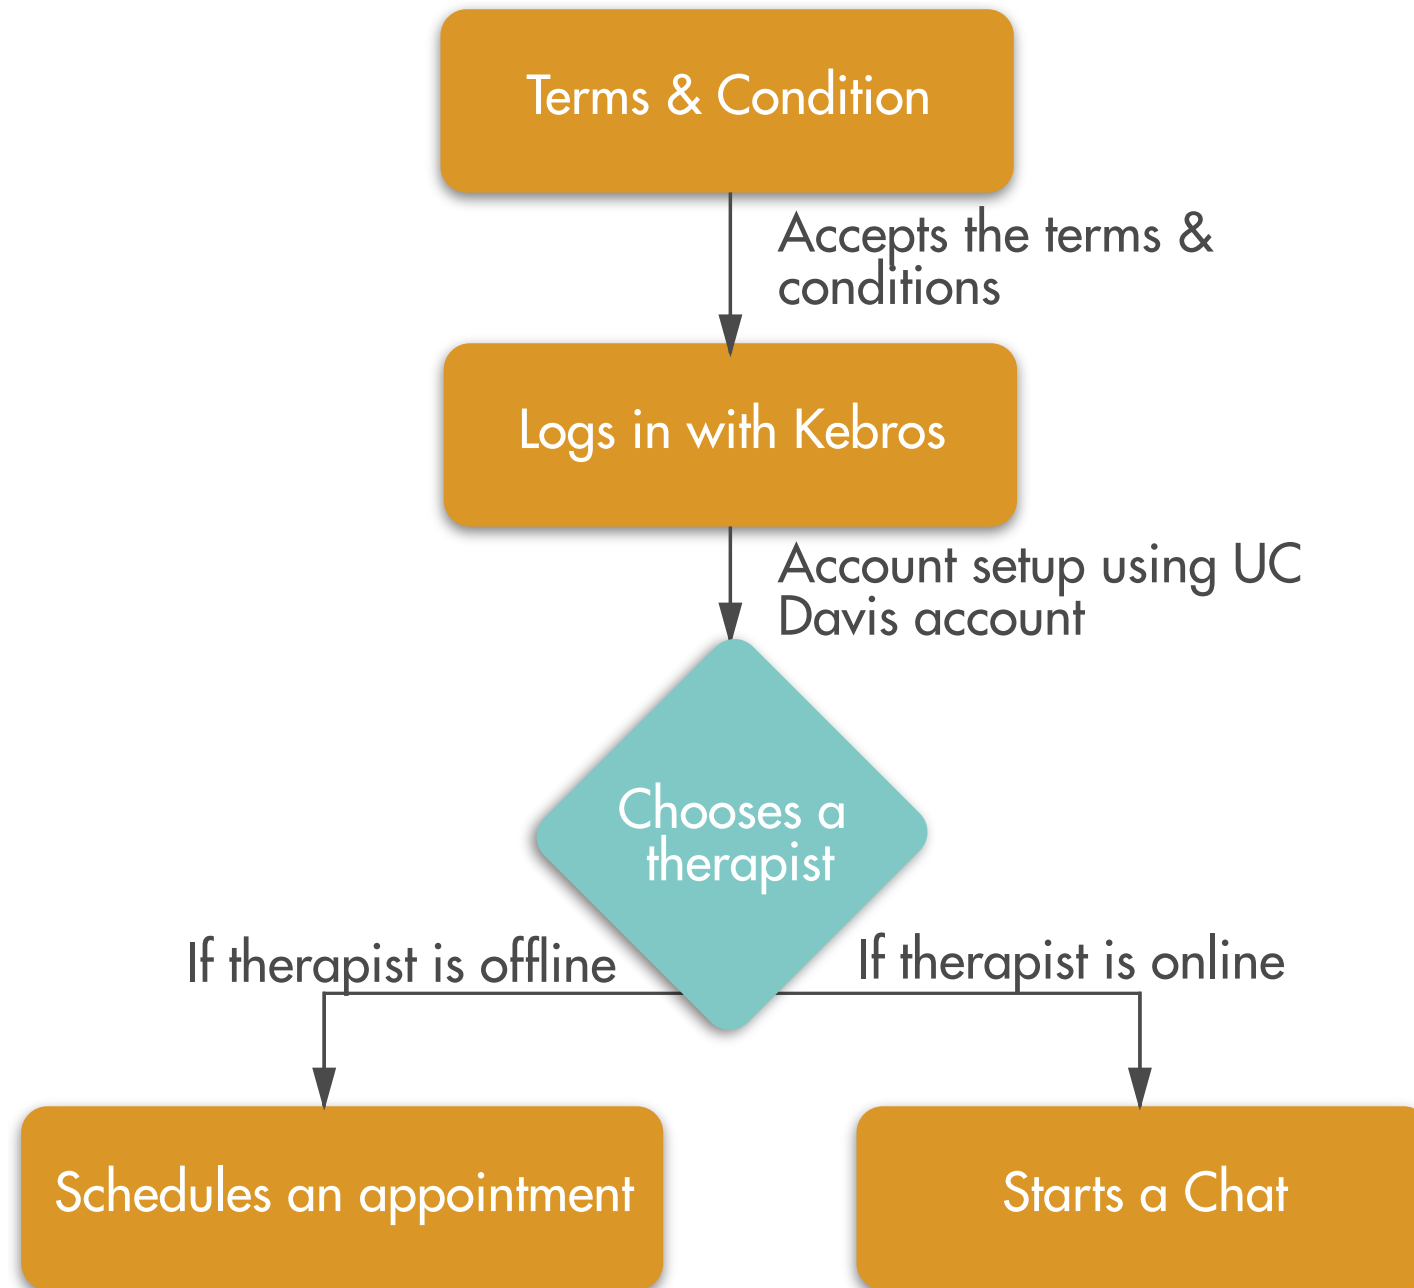 Terms & Condition
Accepts the terms &
conditions
Logs in with Kebros
Account setup using UC
Davis account
Chooses a
therapist
If therapist is offline
If therapist is online
Schedules an appointment
Starts a Chat